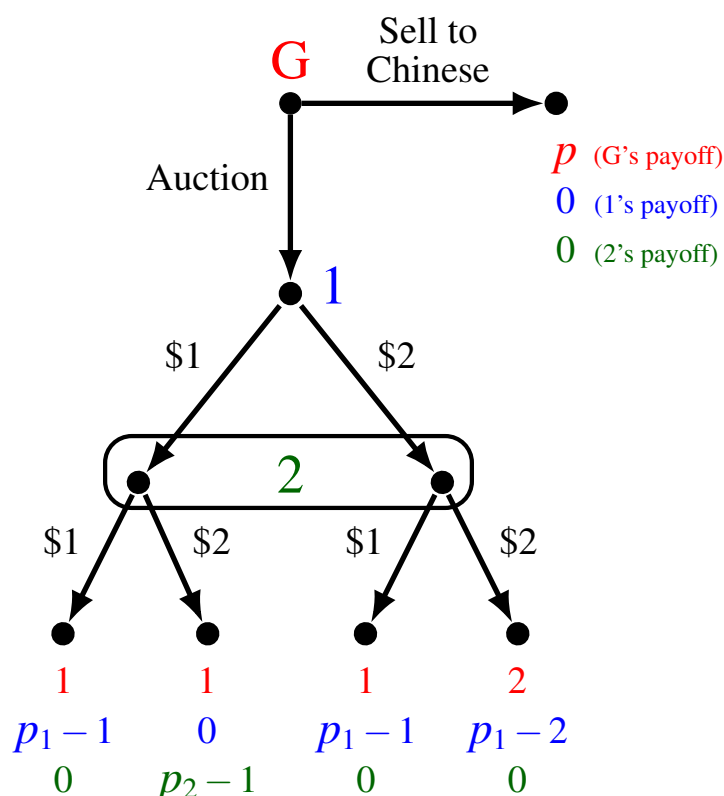 G
Sell to
Chinese
Auction
p (G's payoff)
0 (1's payoff)
0 (2's payoff)
1
$1 $2
2
$1 $2 $1 $2
1 1 1 2
p₁ − 1 0 p₁ − 1 p₁ − 2
0 p₂ − 1 0 0